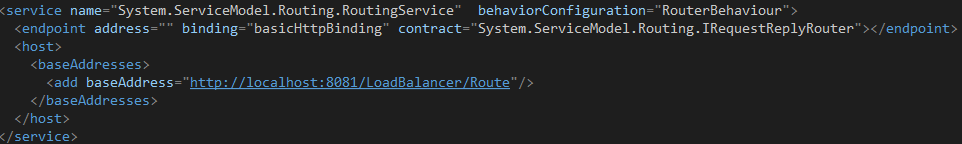 <service name="System.ServiceModel.Routing.RoutingService"  behaviorConfiguration="RouterBehaviour">
  <endpoint address="" binding="basicHttpBinding" contract="System.ServiceModel.Routing.IRequestReplyRouter"></endpoint>
  <host>
    <baseAddresses>
      <add baseAddress="http://localhost:8081/LoadBalancer/Route"/>
    </baseAddresses>
  </host>
</service>